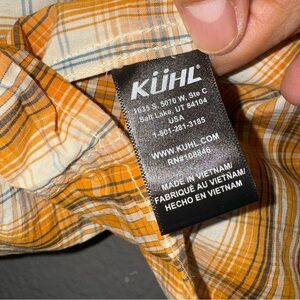 KÜHL®
1635 S. 5070 W. Ste C
Salt Lake, UT 84104
USA
1-801-281-3185
WWW.KUHL.COM
RN#108846
MADE IN VIETNAM/
FABRIQUÉ AU VIETNAM/
HECHO EN VIETNAM